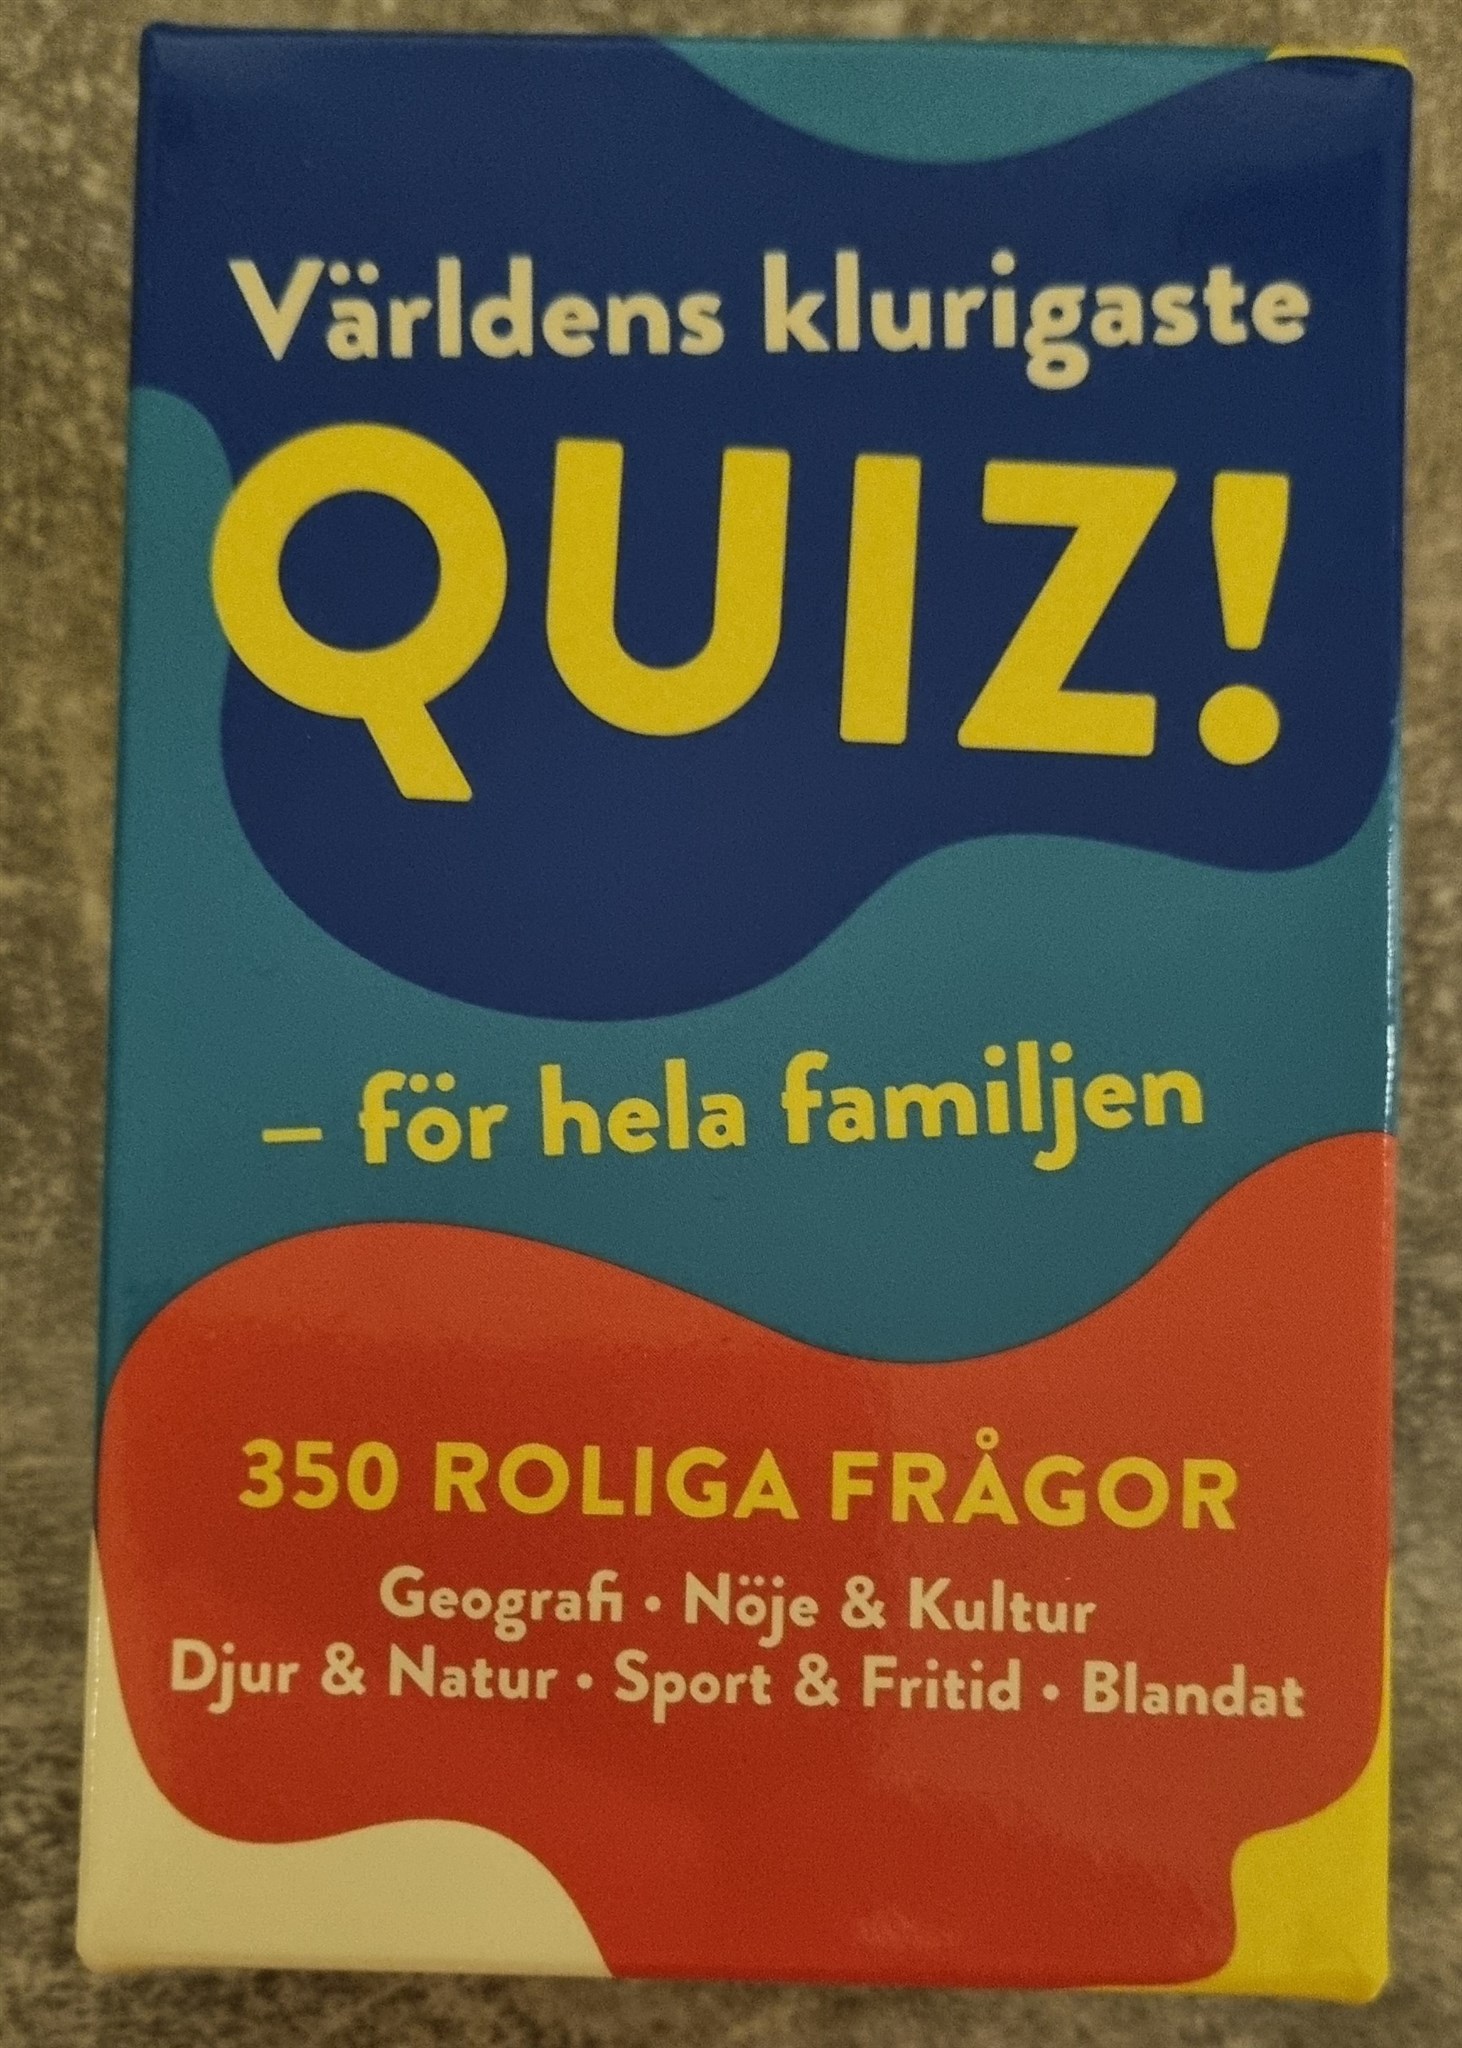 Världens klurigaste
QUIZ!
– för hela familjen
350 ROLIGA FRÅGOR
Geografi • Nöje & Kultur
Djur & Natur • Sport & Fritid • Blandat